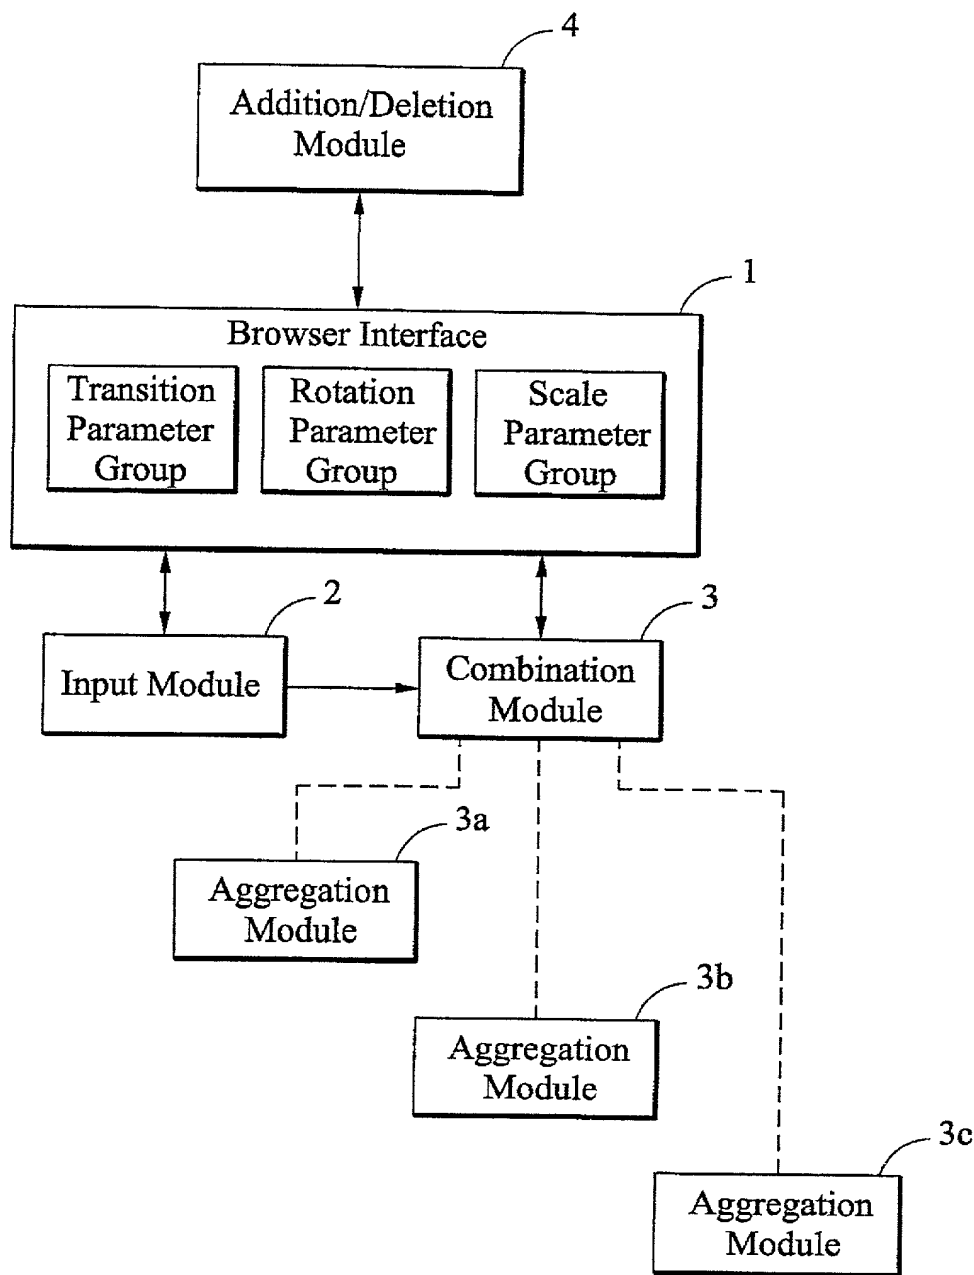 4
Addition/Deletion
Module
1
Browser Interface
Transition
Parameter
Group
Rotation
Parameter
Group
Scale
Parameter
Group
2
Input Module
3
Combination
Module
3a
Aggregation
Module
3b
Aggregation
Module
3c
Aggregation
Module